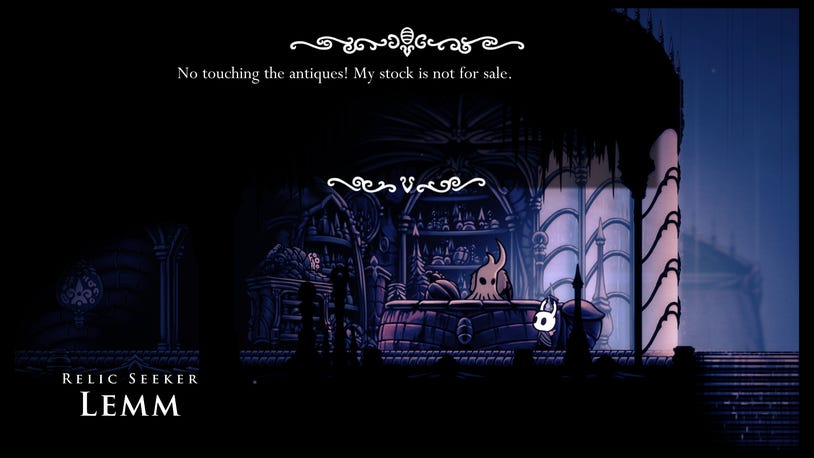 No touching the antiques! My stock is not for sale.
Relic Seeker
Lemm